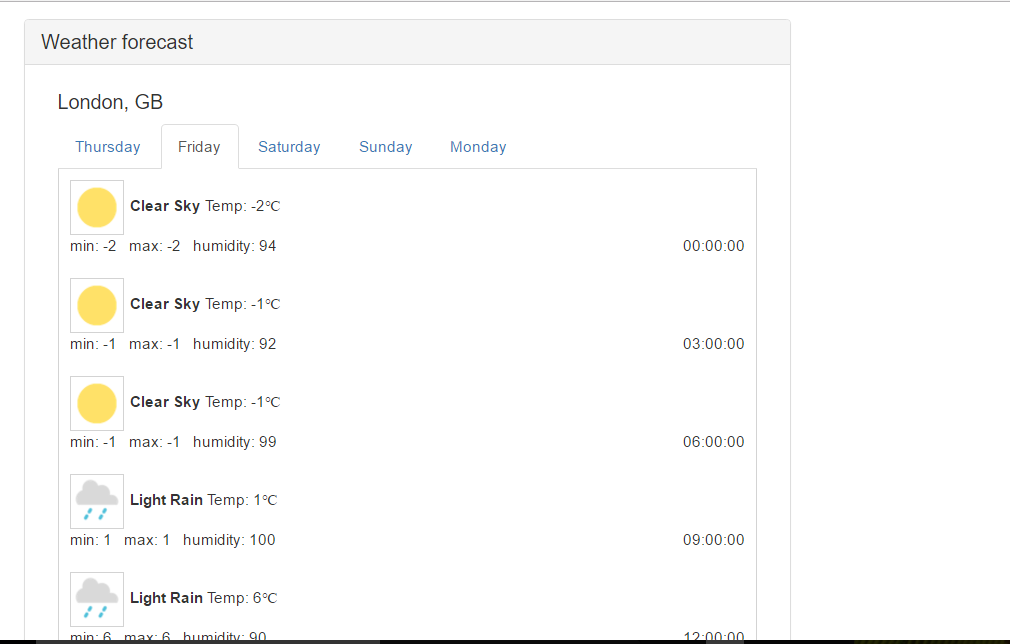 Weather forecast
London, GB
Thursday Friday Saturday Sunday Monday
Clear Sky Temp: -2°C
min: -2 max: -2 humidity: 94 00:00:00
Clear Sky Temp: -1°C
min: -1 max: -1 humidity: 92 03:00:00
Clear Sky Temp: -1°C
min: -1 max: -1 humidity: 99 06:00:00
Light Rain Temp: 1°C
min: 1 max: 1 humidity: 100 09:00:00
Light Rain Temp: 6°C
min: 6 max: 6 humidity: 90 12:00:00